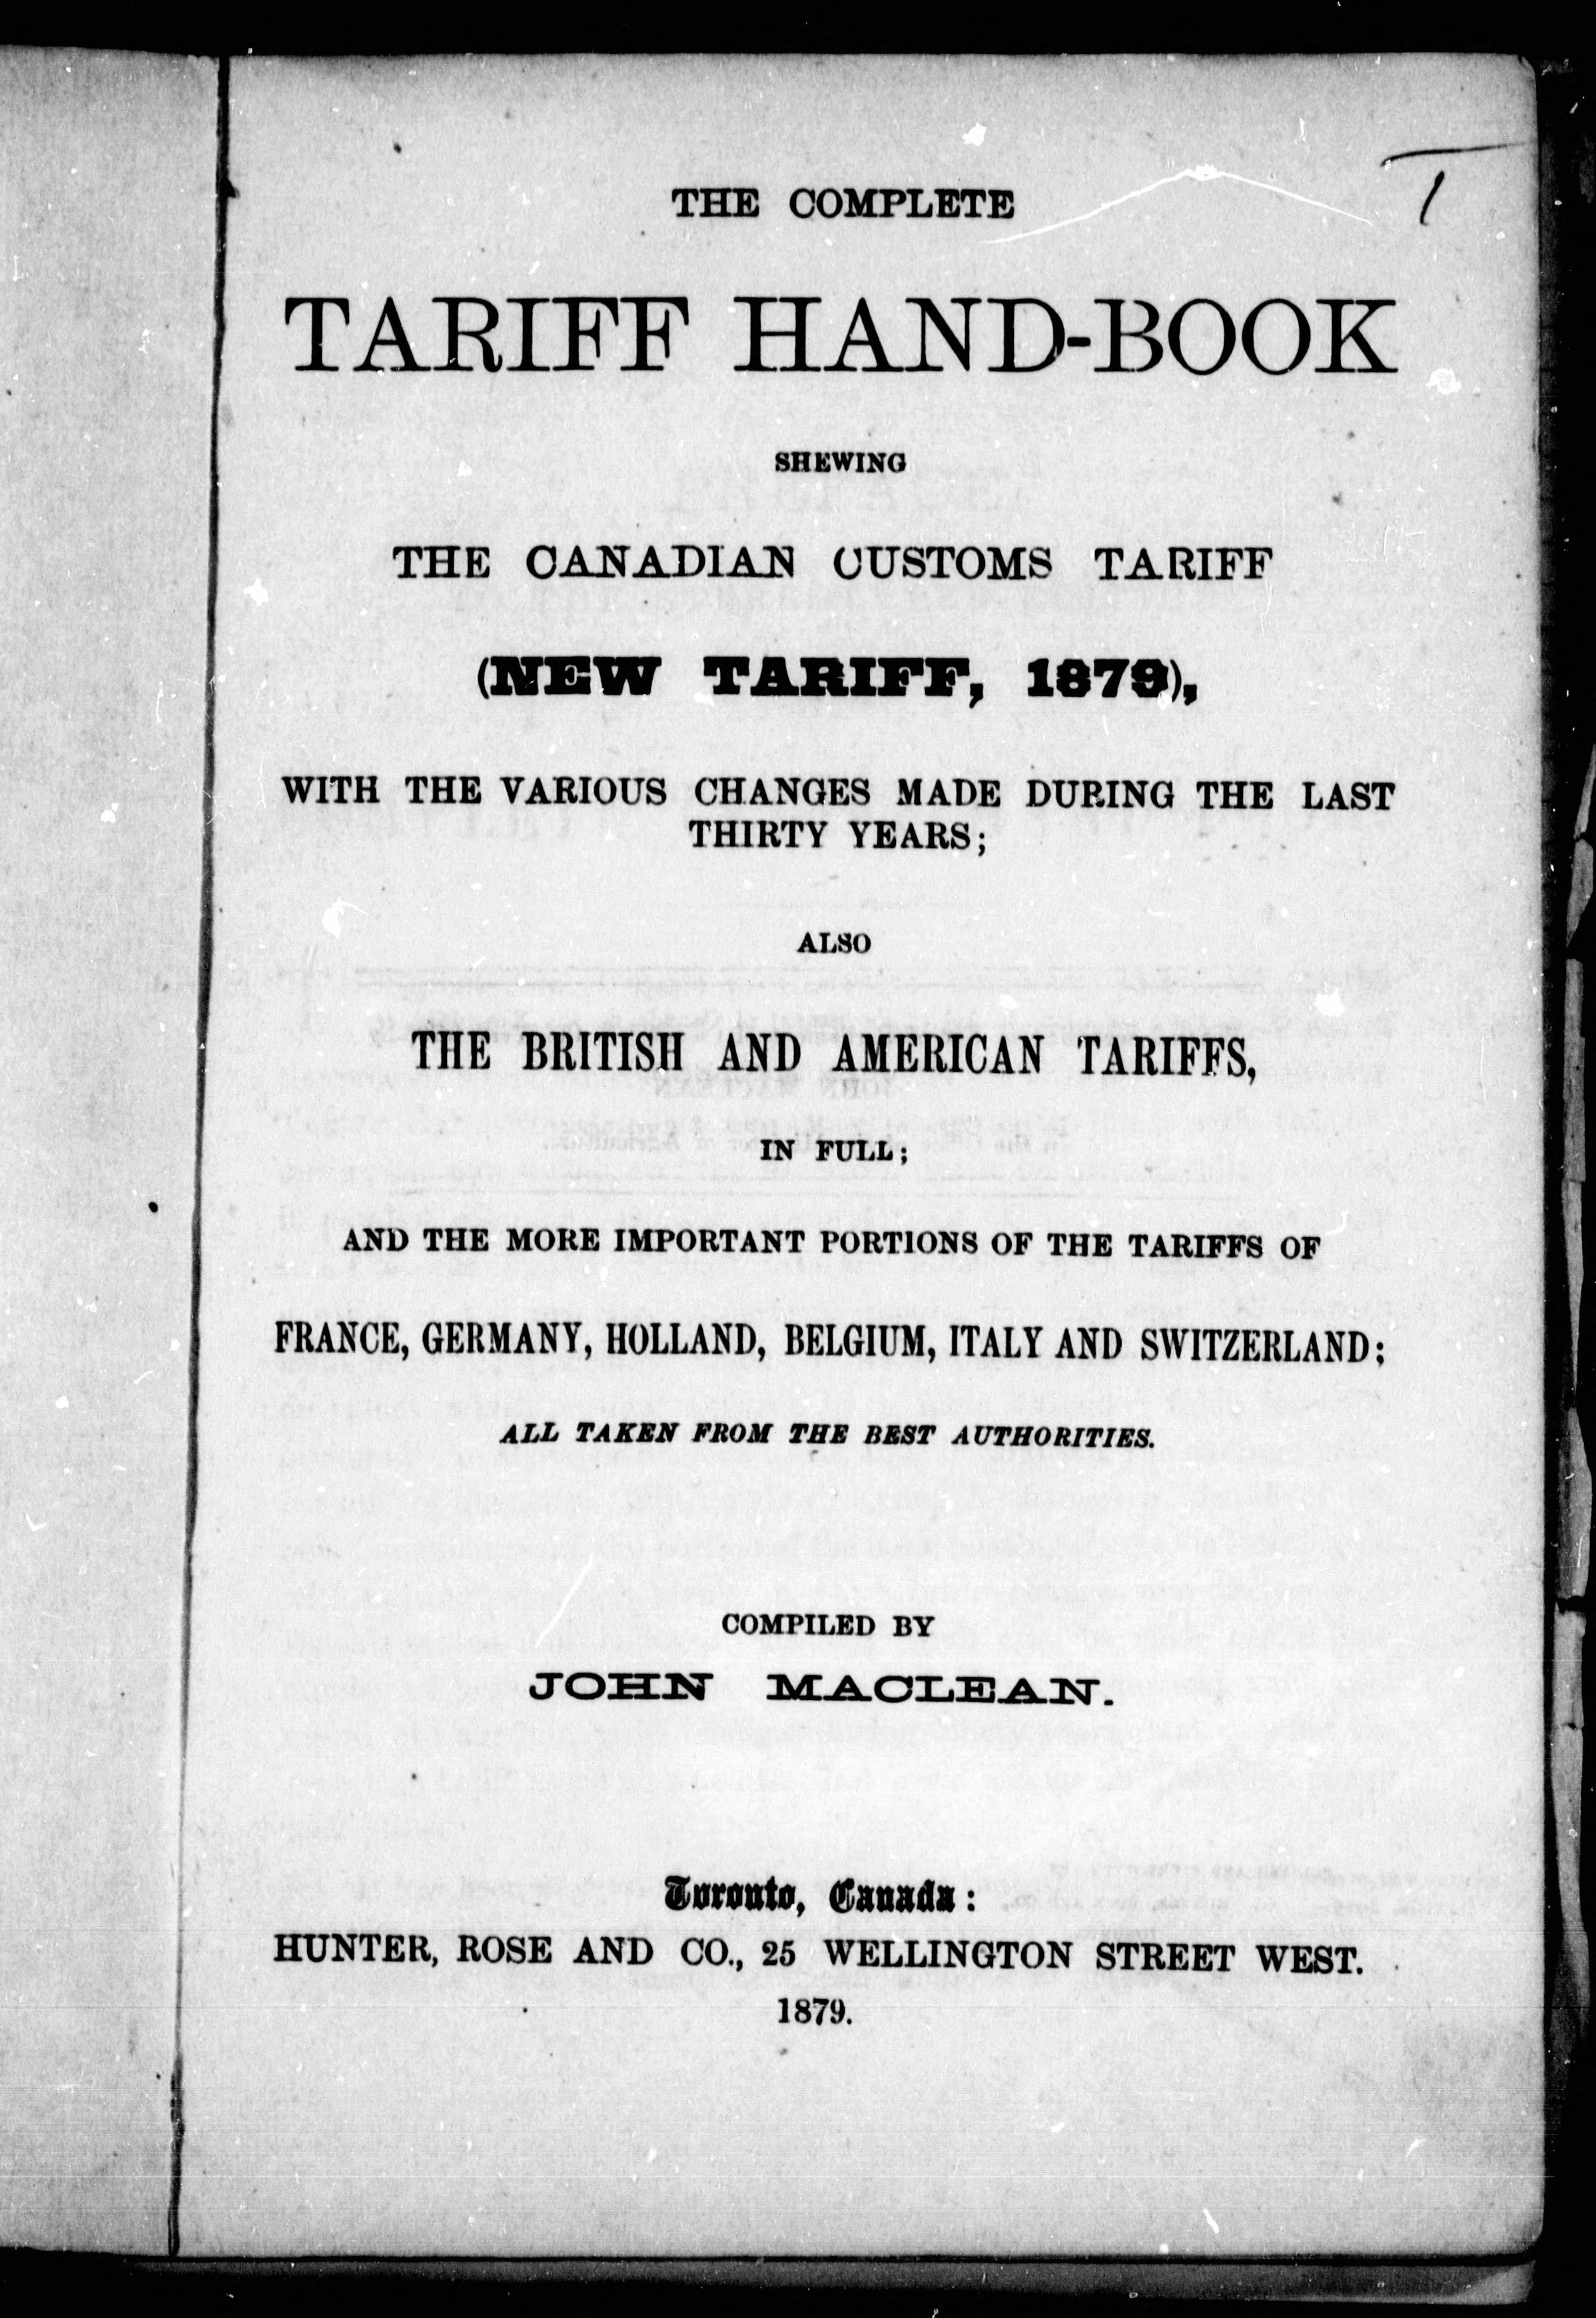 THE COMPLETE
TARIFF HAND-BOOK
SHEWING
THE CANADIAN CUSTOMS TARIFF
(NEW TARIFF, 1879),
WITH THE VARIOUS CHANGES MADE DURING THE LAST
THIRTY YEARS;
ALSO
THE BRITISH AND AMERICAN TARIFFS,
IN FULL;
AND THE MORE IMPORTANT PORTIONS OF THE TARIFFS OF
FRANCE, GERMANY, HOLLAND, BELGIUM, ITALY AND SWITZERLAND;
ALL TAKEN FROM THE BEST AUTHORITIES.
COMPILED BY
JOHN MACLEAN.
Toronto, Canada:
HUNTER, ROSE AND CO., 25 WELLINGTON STREET WEST.
1879.